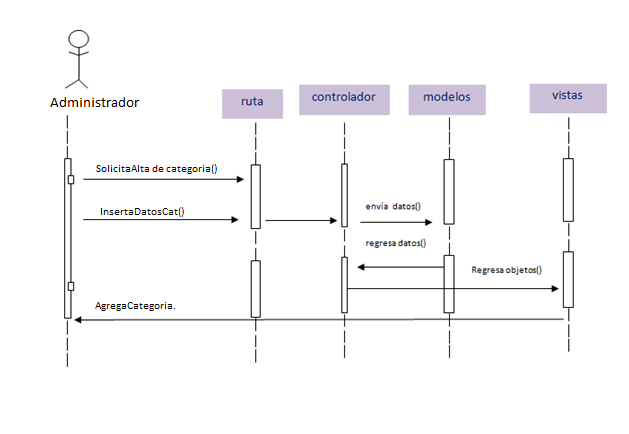 Administrador
ruta
controlador
modelos
vistas
SolicitaAlta de categoria()
InsertaDatosCat()
envía datos()
regresa datos()
Regresa objetos()
AgregaCategoria.